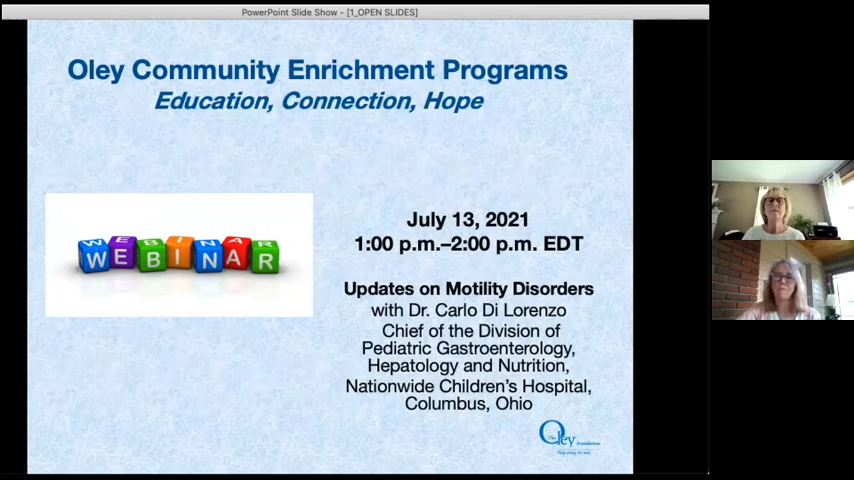 PowerPoint Slide Show - [1_OPEN SLIDES]
Oley Community Enrichment Programs
Education, Connection, Hope
WEBINAR
July 13, 2021
1:00 p.m.–2:00 p.m. EDT
Updates on Motility Disorders
with Dr. Carlo Di Lorenzo
Chief of the Division of
Pediatric Gastroenterology,
Hepatology and Nutrition,
Nationwide Children's Hospital,
Columbus, Ohio
The
Oley Foundation